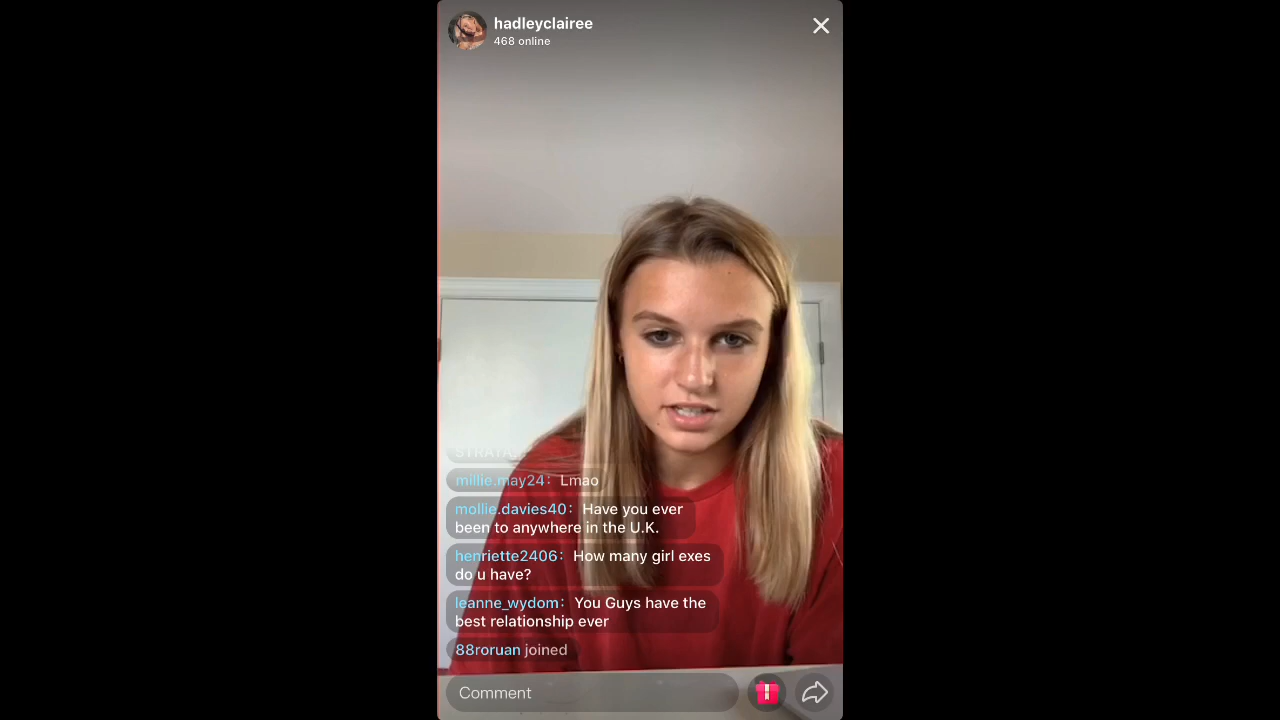 hadleyclairee
468 online
STRATA
millie.may24: Lmao
mollie.davies40: Have you ever
been to anywhere in the U.K.
henriette2406: How many girl exes
do u have?
leanne_wydom: You Guys have the
best relationship ever
88roruan joined
Comment